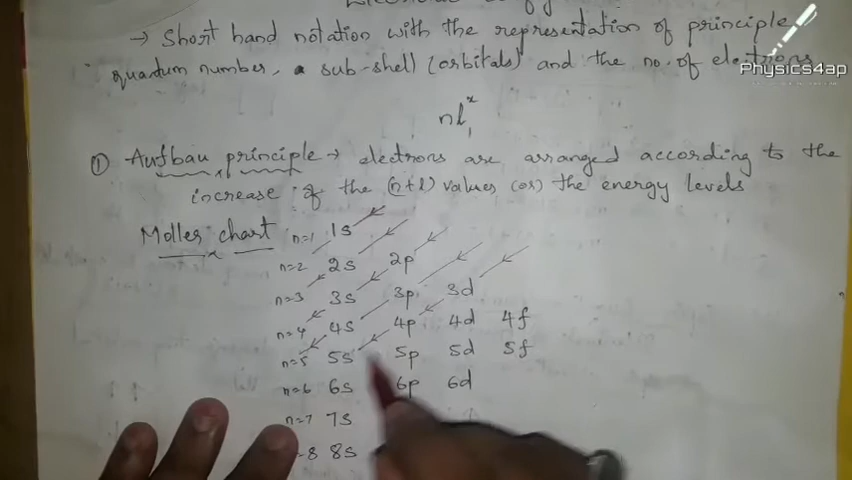 → Short hand notation with the representation of principle
quantum number, sub-shell (orbitals) and the no. of electrons
Physics4ap
nl^x
① Aufbau principle → electrons are arranged according to the
increase of the (n+l) values (or) the energy levels
Moller chart
n=1 1s
n=2 2s 2p
n=3 3s 3p 3d
n=4 4s 4p 4d 4f
n=5 5s 5p 5d 5f
n=6 6s 6p 6d
n=7 7s
=8 8s